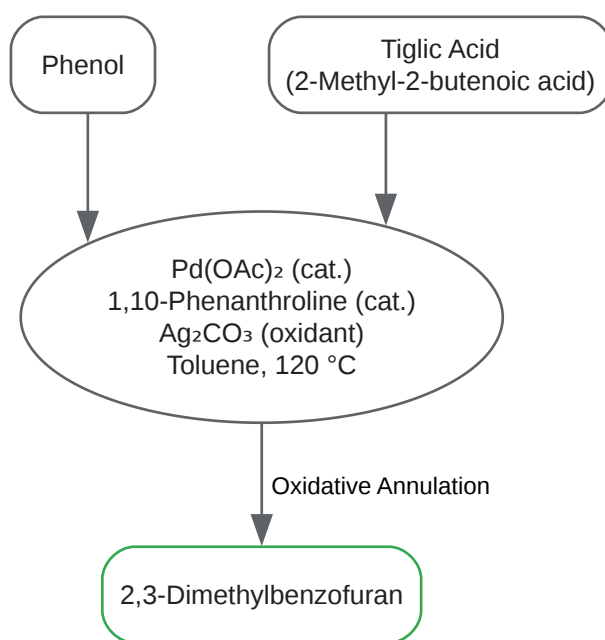 Phenol
Tiglic Acid
(2-Methyl-2-butenoic acid)
Pd(OAc)₂ (cat.)
1,10-Phenanthroline (cat.)
Ag₂CO₃ (oxidant)
Toluene, 120 °C
Oxidative Annulation
2,3-Dimethylbenzofuran